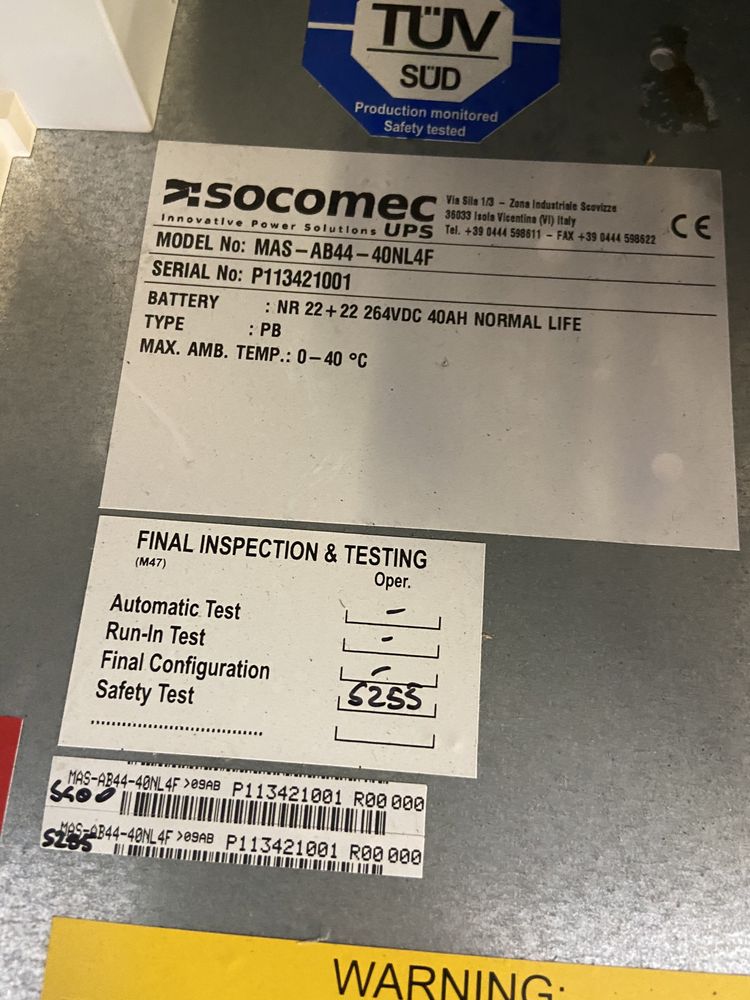 TÜV
SÜD
Production monitored
Safety tested
socomec
Innovative Power Solutions UPS
Via Sila 1/3 - Zona Industriale Scovizze
36033 Isola Vicentina (VI) Italy
Tel. +39 0444 598611 - FAX +39 0444 598622
CE
MODEL No: MAS-AB44-40NL4F
SERIAL No: P113421001
BATTERY : NR 22+22 264VDC 40AH NORMAL LIFE
TYPE : PB
MAX. AMB. TEMP.: 0-40 °C
FINAL INSPECTION & TESTING
(M47)
Oper.
Automatic Test -
Run-In Test -
Final Configuration -
Safety Test S255
MAS-AB44-40NL4F >09AB P113421001 R00 000
S400
MAS-AB44-40NL4F >09AB P113421001 R00 000
S255
WARNING: